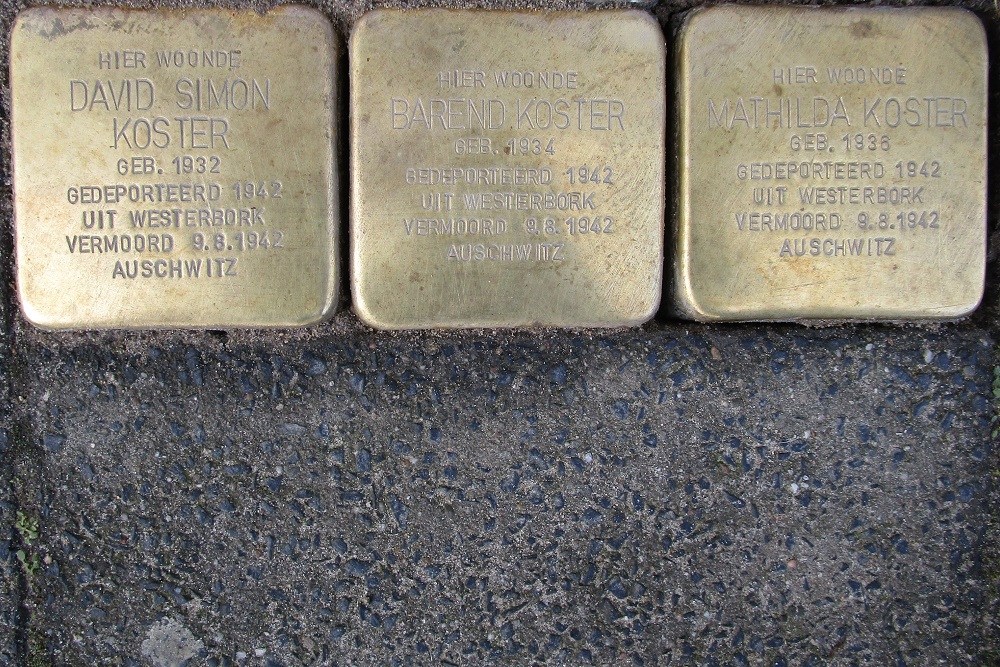 HIER WOONDE
DAVID SIMON
KOSTER
GEB. 1932
GEDEPORTEERD 1942
UIT WESTERBORK
VERMOORD 9.8.1942
AUSCHWITZ
HIER WOONDE
BAREND KOSTER
GEB. 1934
GEDEPORTEERD 1942
UIT WESTERBORK
VERMOORD 9.8.1942
AUSCHWITZ
HIER WOONDE
MATHILDA KOSTER
GEB. 1936
GEDEPORTEERD 1942
UIT WESTERBORK
VERMOORD 9.8.1942
AUSCHWITZ